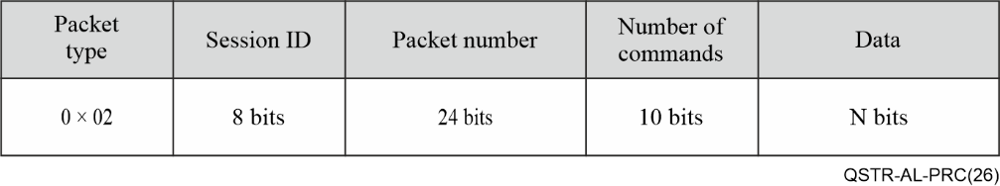 Packet
type
Session ID
Packet number
Number of
commands
Data
0 × 02
8 bits
24 bits
10 bits
N bits
QSTR-AL-PRC(26)